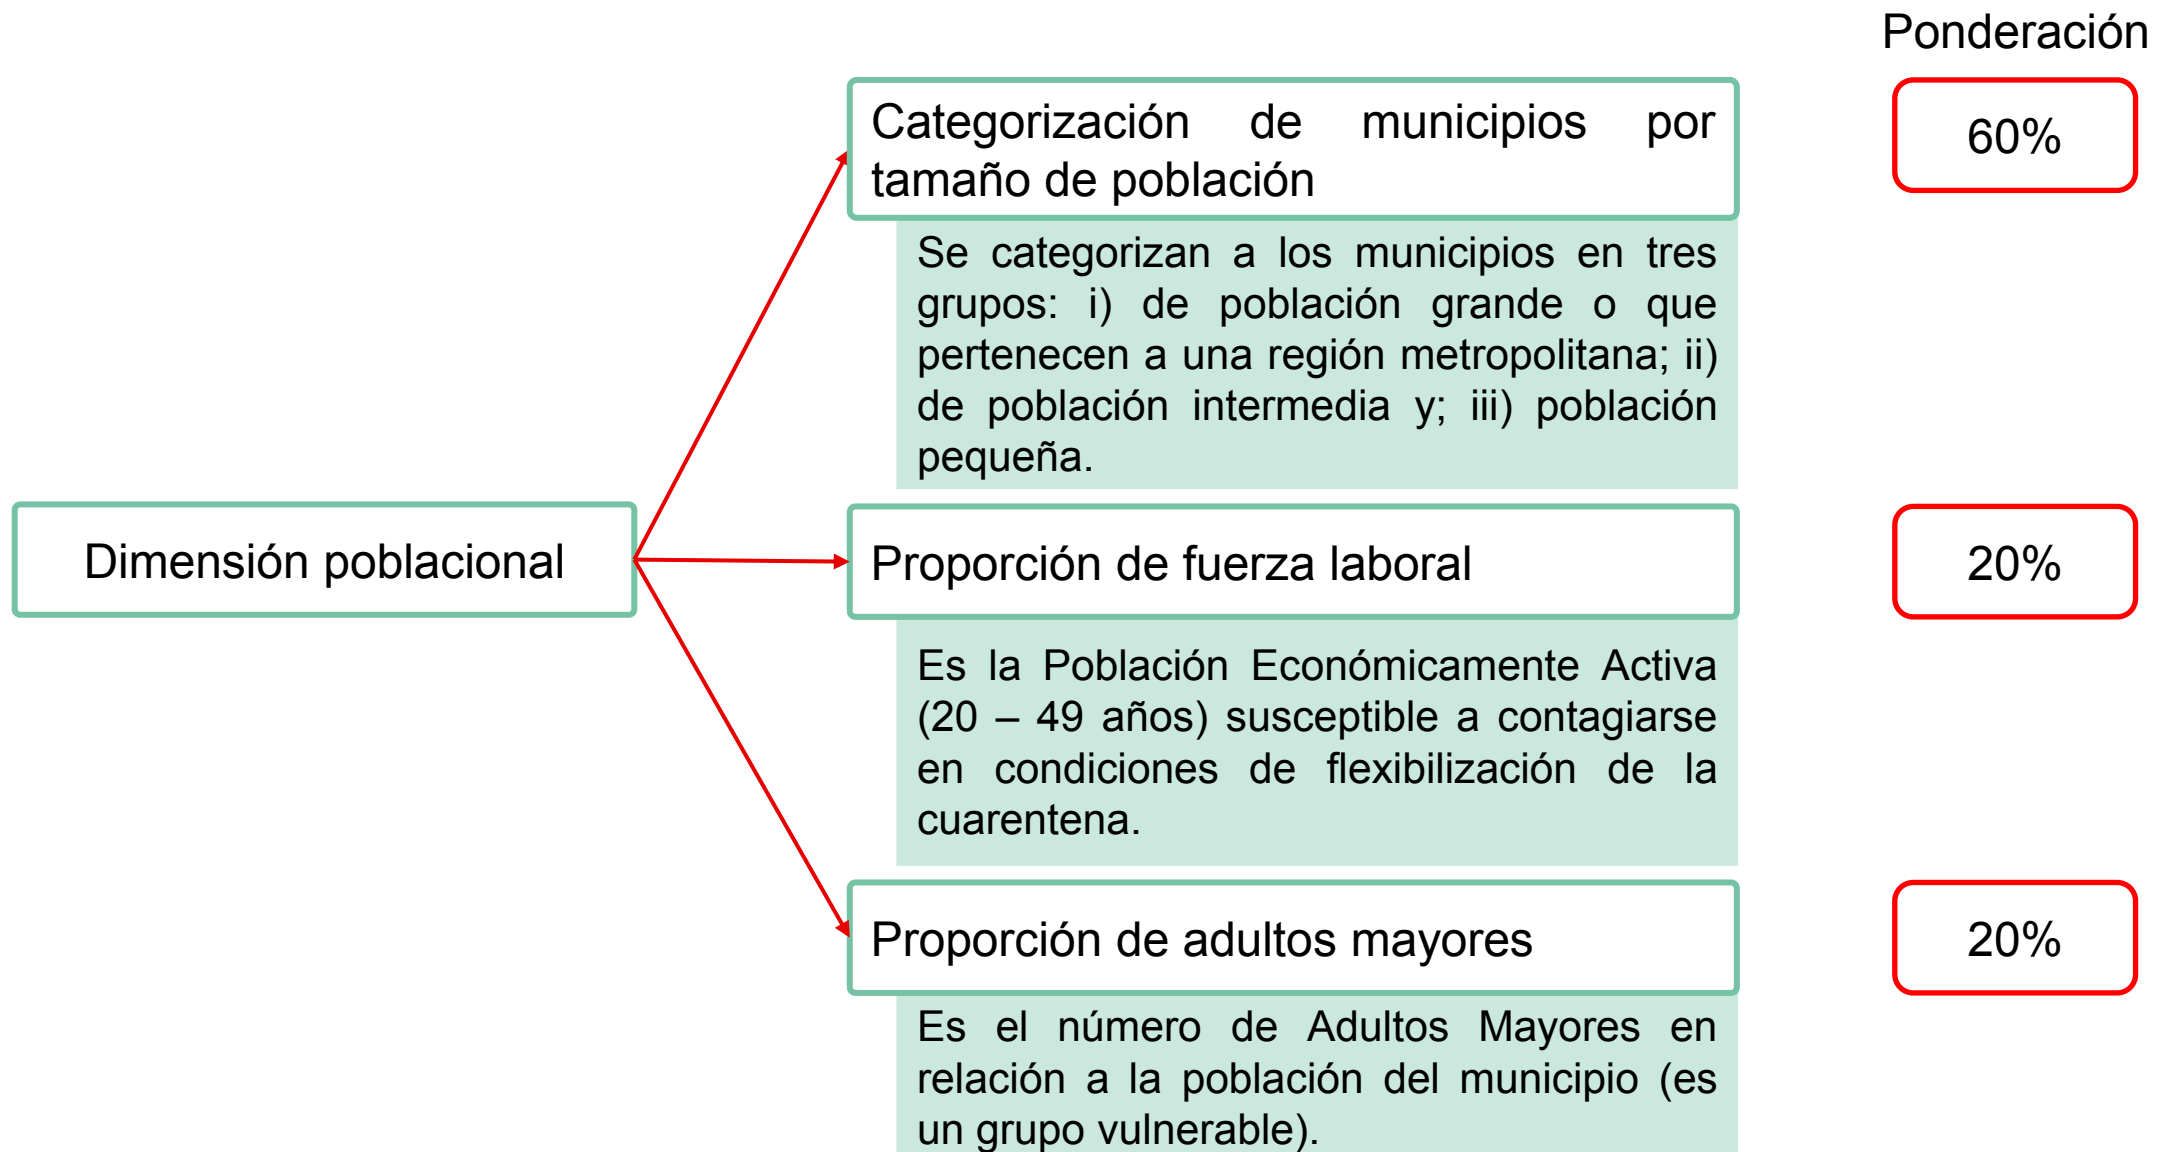 Ponderación
Categorización de municipios por
tamaño de población
60%
Se categorizan a los municipios en tres
grupos: i) de población grande o que
pertenecen a una región metropolitana; ii)
de población intermedia y; iii) población
pequeña.
Dimensión poblacional
Proporción de fuerza laboral
20%
Es la Población Económicamente Activa
(20 – 49 años) susceptible a contagiarse
en condiciones de flexibilización de la
cuarentena.
Proporción de adultos mayores
20%
Es el número de Adultos Mayores en
relación a la población del municipio (es
un grupo vulnerable).